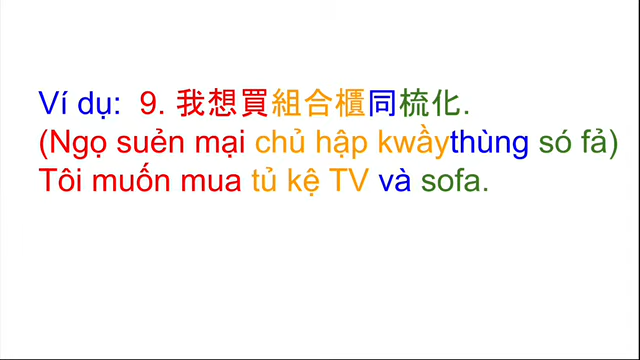 Ví dụ: 9. 我想買組合櫃同梳化.
(Ngọ suẻn mại chủ hập kwầythùng só fả)
Tôi muốn mua tủ kệ TV và sofa.